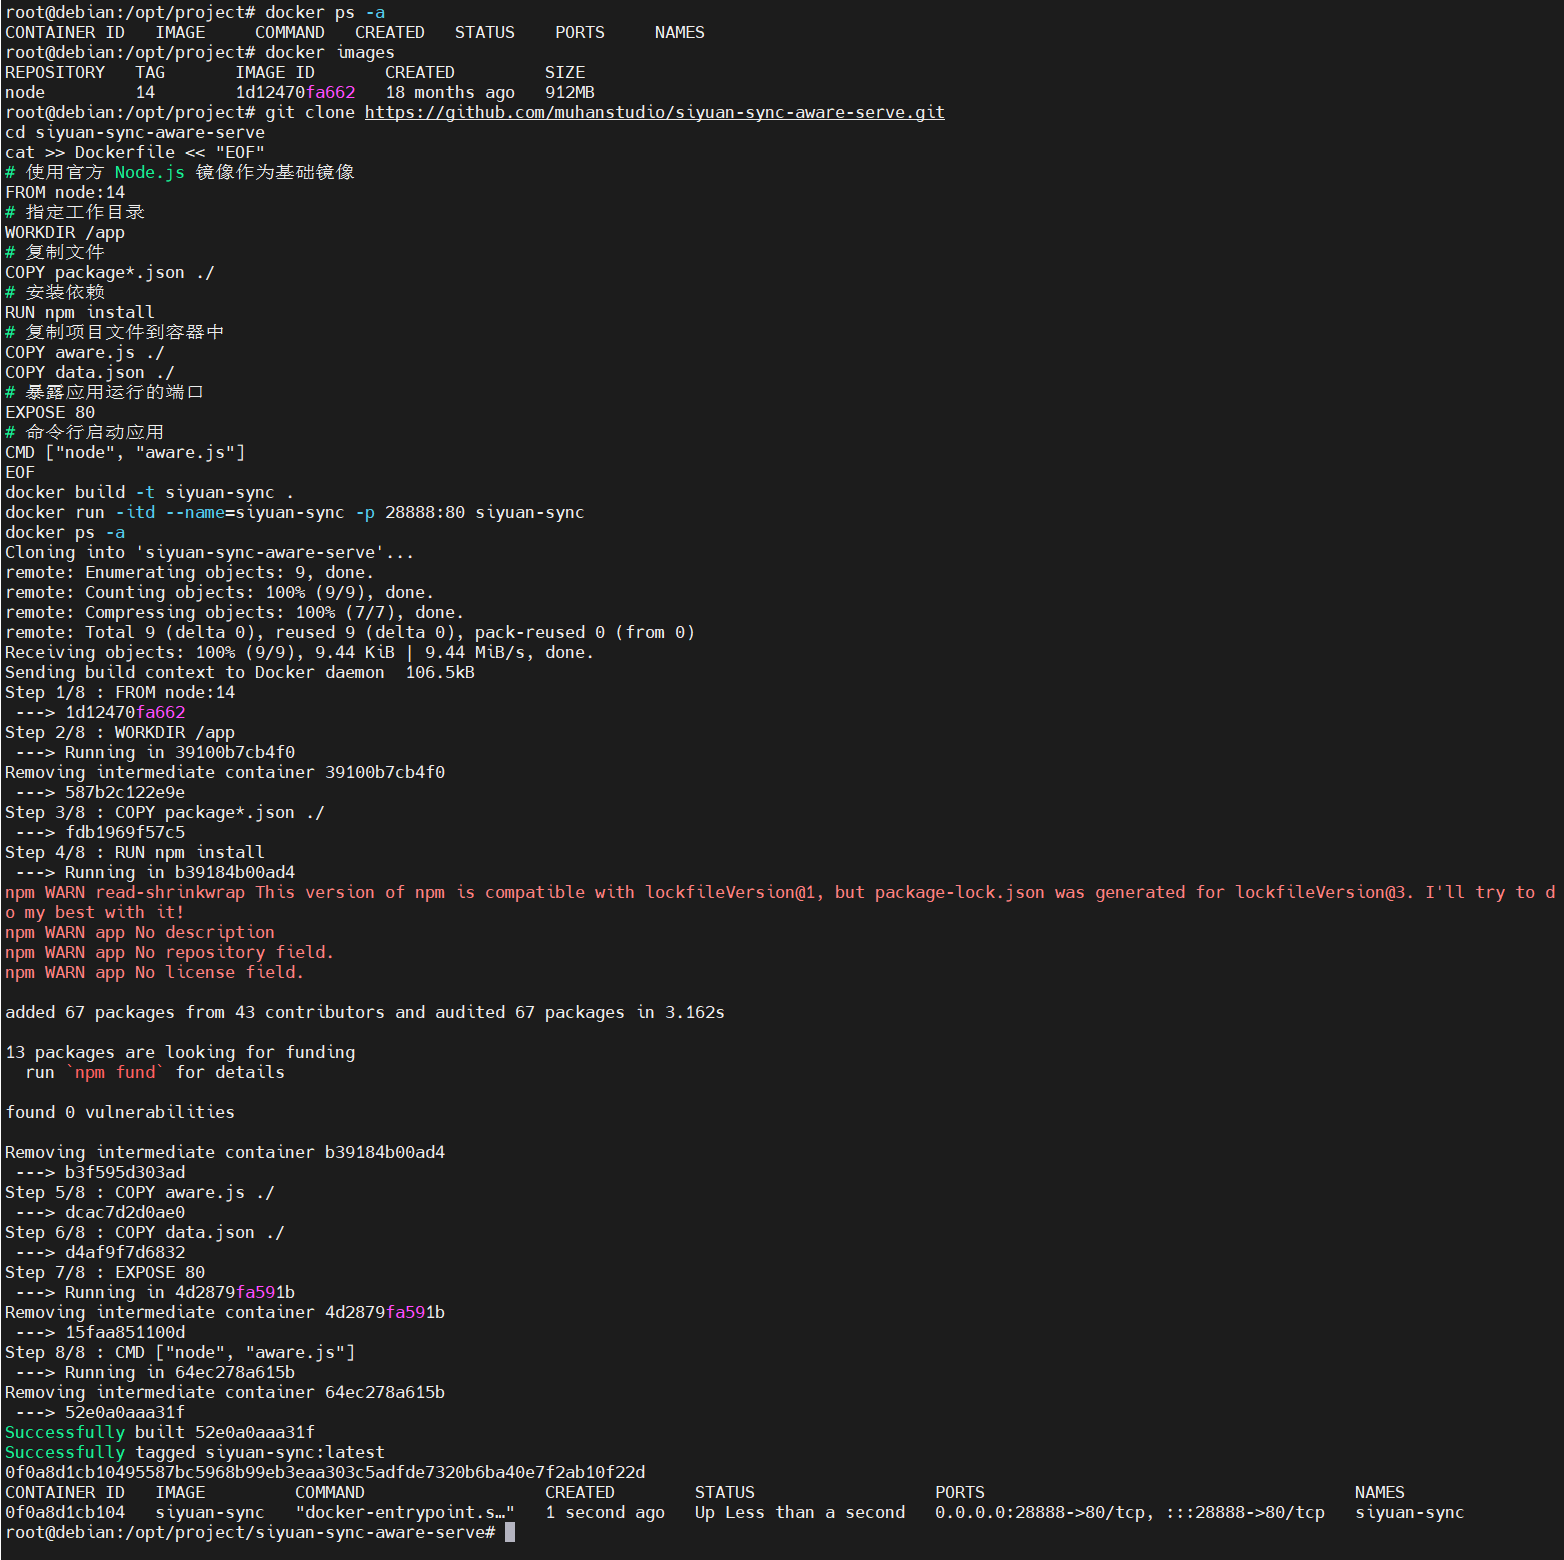 root@debian:/opt/project# docker ps -a
CONTAINER ID   IMAGE     COMMAND   CREATED   STATUS    PORTS     NAMES
root@debian:/opt/project# docker images
REPOSITORY   TAG       IMAGE ID       CREATED         SIZE
node         14        1d12470fa662   18 months ago   912MB
root@debian:/opt/project# git clone https://github.com/muhanstudio/siyuan-sync-aware-serve.git
cd siyuan-sync-aware-serve
cat >> Dockerfile << "EOF"
# 使用官方 Node.js 镜像作为基础镜像
FROM node:14
# 指定工作目录
WORKDIR /app
# 复制文件
COPY package*.json ./
# 安装依赖
RUN npm install
# 复制项目文件到容器中
COPY aware.js ./
COPY data.json ./
# 暴露应用运行的端口
EXPOSE 80
# 命令行启动应用
CMD ["node", "aware.js"]
EOF
docker build -t siyuan-sync .
docker run -itd --name=siyuan-sync -p 28888:80 siyuan-sync
docker ps -a
Cloning into 'siyuan-sync-aware-serve'...
remote: Enumerating objects: 9, done.
remote: Counting objects: 100% (9/9), done.
remote: Compressing objects: 100% (7/7), done.
remote: Total 9 (delta 0), reused 9 (delta 0), pack-reused 0 (from 0)
Receiving objects: 100% (9/9), 9.44 KiB | 9.44 MiB/s, done.
Sending build context to Docker daemon  106.5kB
Step 1/8 : FROM node:14
 ---> 1d12470fa662
Step 2/8 : WORKDIR /app
 ---> Running in 39100b7cb4f0
Removing intermediate container 39100b7cb4f0
 ---> 587b2c122e9e
Step 3/8 : COPY package*.json ./
 ---> fdb1969f57c5
Step 4/8 : RUN npm install
 ---> Running in b39184b00ad4
npm WARN read-shrinkwrap This version of npm is compatible with lockfileVersion@1, but package-lock.json was generated for lockfileVersion@3. I'll try to d
o my best with it!
npm WARN app No description
npm WARN app No repository field.
npm WARN app No license field.

added 67 packages from 43 contributors and audited 67 packages in 3.162s

13 packages are looking for funding
  run `npm fund` for details

found 0 vulnerabilities

Removing intermediate container b39184b00ad4
 ---> b3f595d303ad
Step 5/8 : COPY aware.js ./
 ---> dcac7d2d0ae0
Step 6/8 : COPY data.json ./
 ---> d4af9f7d6832
Step 7/8 : EXPOSE 80
 ---> Running in 4d2879fa591b
Removing intermediate container 4d2879fa591b
 ---> 15faa851100d
Step 8/8 : CMD ["node", "aware.js"]
 ---> Running in 64ec278a615b
Removing intermediate container 64ec278a615b
 ---> 52e0a0aaa31f
Successfully built 52e0a0aaa31f
Successfully tagged siyuan-sync:latest
0f0a8d1cb10495587bc5968b99eb3eaa303c5adfde7320b6ba40e7f2ab10f22d
CONTAINER ID   IMAGE         COMMAND                  CREATED        STATUS                  PORTS                                     NAMES
0f0a8d1cb104   siyuan-sync   "docker-entrypoint.s…"   1 second ago   Up Less than a second   0.0.0.0:28888->80/tcp, :::28888->80/tcp   siyuan-sync
root@debian:/opt/project/siyuan-sync-aware-serve#